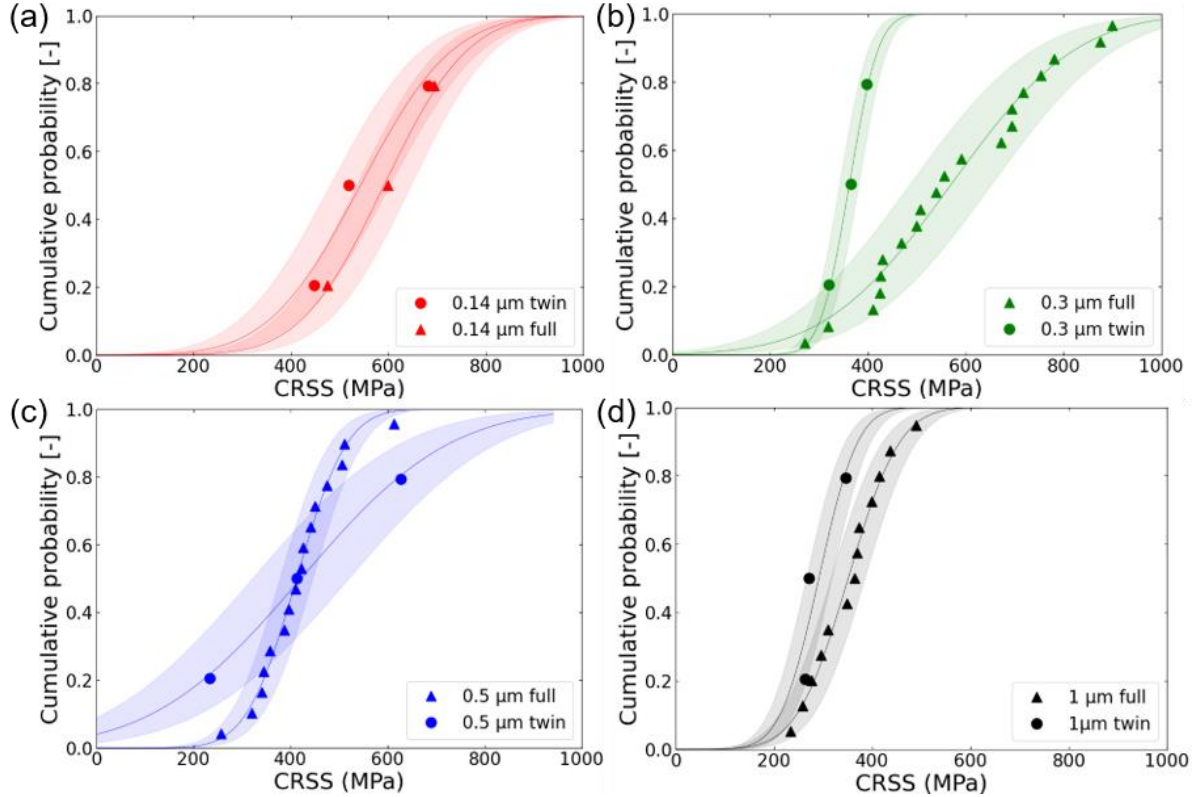 (a)
Cumulative probability [-]
1.0
0.8
0.6
0.4
0.2
0.0
200
400
600
800
1000
CRSS (MPa)
0.14 µm twin
0.14 µm full
(b)
Cumulative probability [-]
1.0
0.8
0.6
0.4
0.2
0.0
0
200
400
600
800
1000
CRSS (MPa)
0.3 µm full
0.3 µm twin
(c)
Cumulative probability [-]
1.0
0.8
0.6
0.4
0.2
0.0
200
400
600
800
1000
CRSS (MPa)
0.5 µm full
0.5 µm twin
(d)
Cumulative probability [-]
1.0
0.8
0.6
0.4
0.2
0.0
0
200
400
600
800
1000
CRSS (MPa)
1 µm full
1µm twin